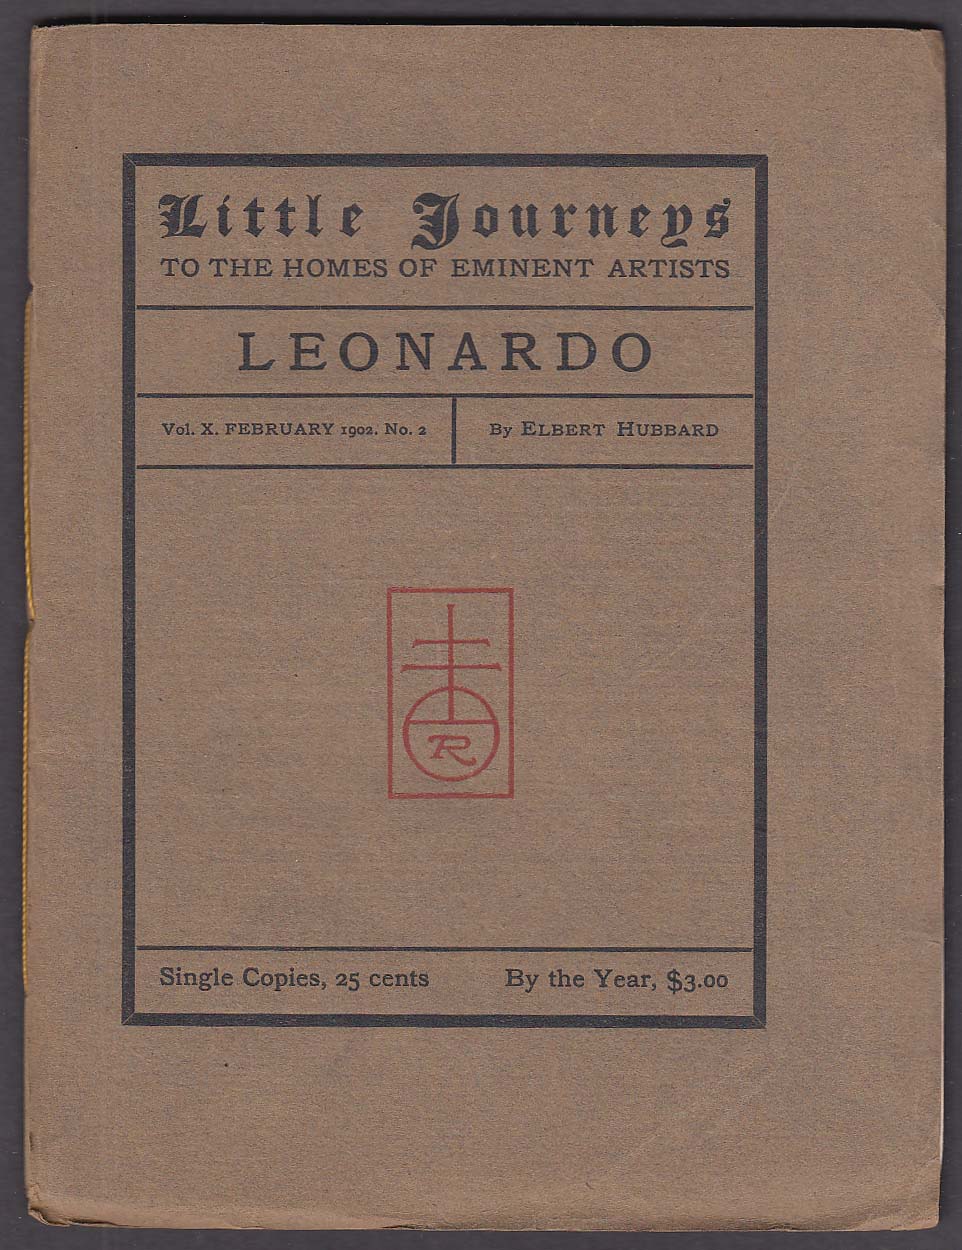 Little Journeys
TO THE HOMES OF EMINENT ARTISTS
LEONARDO
Vol. X. FEBRUARY 1902. No. 2
By ELBERT HUBBARD
R
Single Copies, 25 cents
By the Year, $3.00